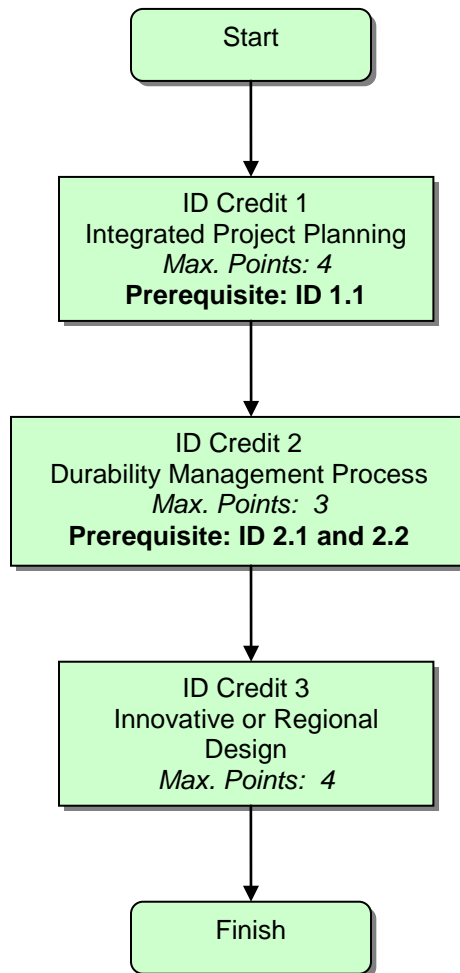 Start
ID Credit 1
Integrated Project Planning
Max. Points: 4
Prerequisite: ID 1.1
ID Credit 2
Durability Management Process
Max. Points:  3
Prerequisite: ID 2.1 and 2.2
ID Credit 3
Innovative or Regional
Design
Max. Points:  4
Finish